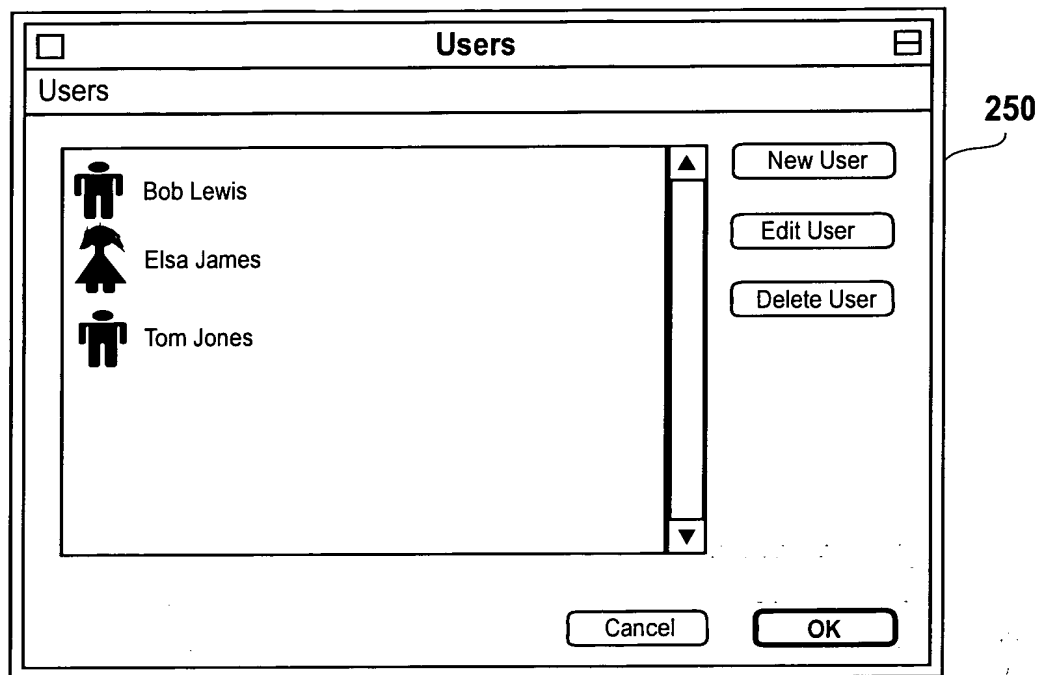 Users
Users
250
Bob Lewis
Elsa James
Tom Jones
New User
Edit User
Delete User
Cancel
OK